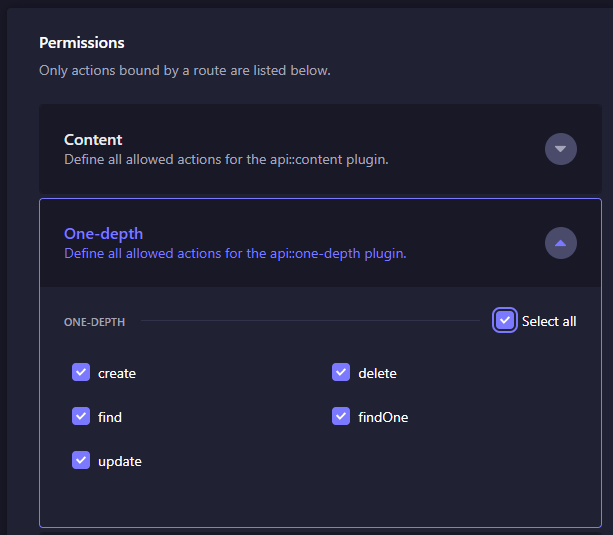 Permissions
Only actions bound by a route are listed below.
Content
Define all allowed actions for the api::content plugin.
One-depth
Define all allowed actions for the api::one-depth plugin.
ONE-DEPTH Select all
create delete
find findOne
update